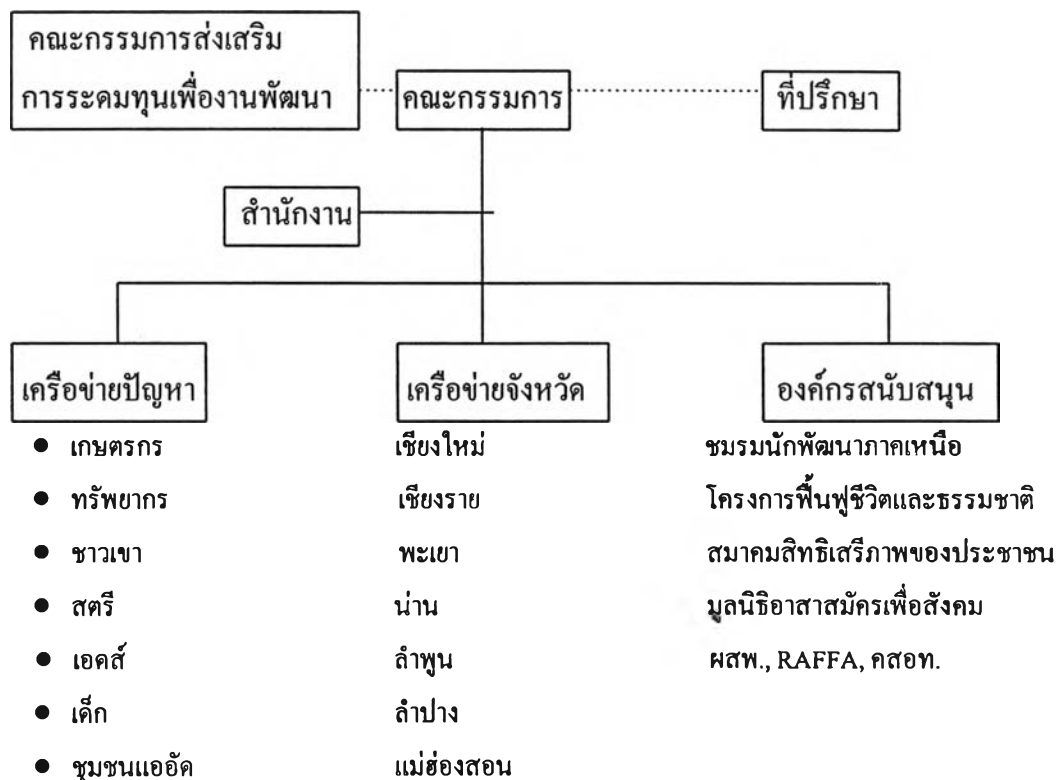 คณะกรรมการส่งเสริม
การระดมทุนเพื่องานพัฒนา
คณะกรรมการ
ที่ปรึกษา
สำนักงาน
เครือข่ายปัญหา
เครือข่ายจังหวัด
องค์กรสนับสนุน
● เกษตรกร
● ทรัพยากร
● ชาวเขา
● สตรี
● เอดส์
● เด็ก
● ชุมชนแออัด
เชียงใหม่
เชียงราย
พะเยา
น่าน
ลำพูน
ลำปาง
แม่ฮ่องสอน
ชมรมนักพัฒนาภาคเหนือ
โครงการฟื้นฟูชีวิตและธรรมชาติ
สมาคมสิทธิเสรีภาพของประชาชน
มูลนิธิอาสาสมัครเพื่อสังคม
ผสพ., RAFFA, คสอท.